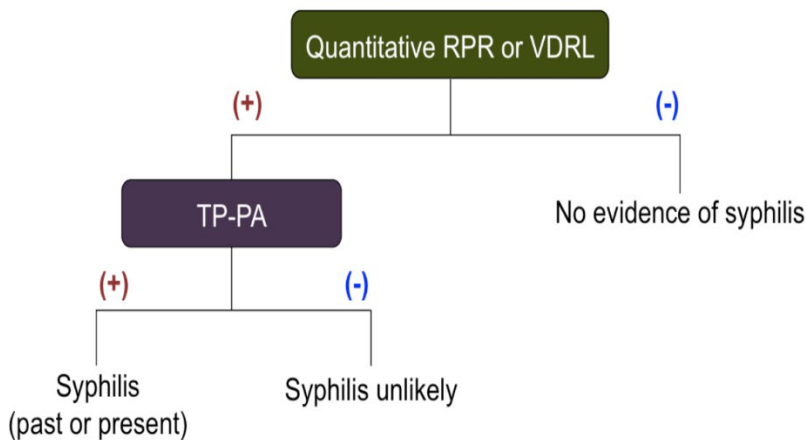 Quantitative RPR or VDRL
(+)
(-)
TP-PA
No evidence of syphilis
(+)
(-)
Syphilis
(past or present)
Syphilis unlikely